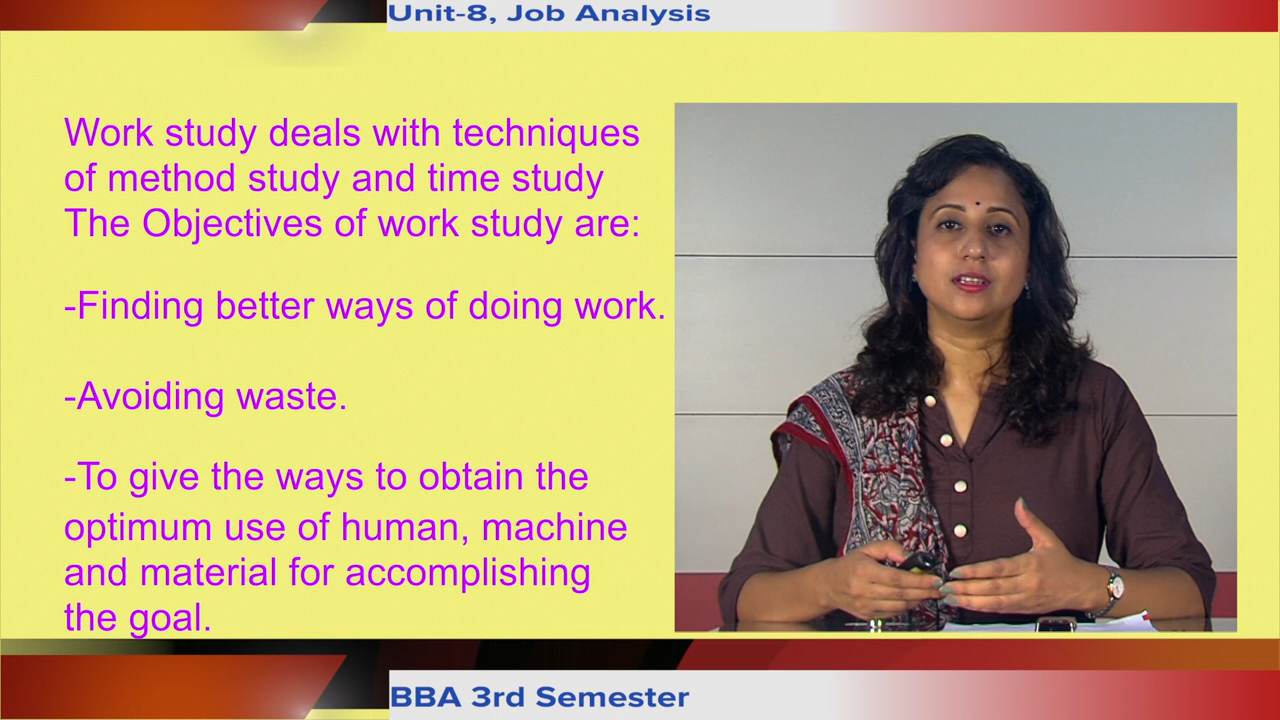 Unit-8, Job Analysis
Work study deals with techniques
of method study and time study
The Objectives of work study are:
-Finding better ways of doing work.
-Avoiding waste.
-To give the ways to obtain the
optimum use of human, machine
and material for accomplishing
the goal.
BBA 3rd Semester